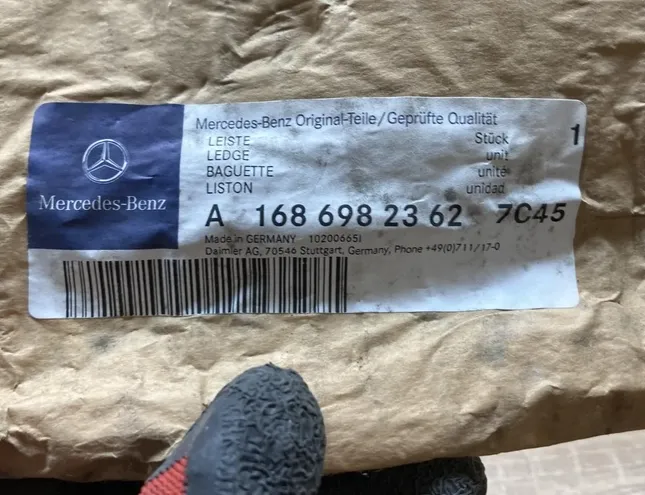 Mercedes-Benz
Mercedes-Benz Original-Teile/Geprüfte Qualität
LEISTE Stück 1
LEDGE unit
BAGUETTE unité
LISTON unidad
A 168 698 23 62 7C45
Made in GERMANY 10200665I
Daimler AG, 70546 Stuttgart, Germany, Phone +49(0)711/17-0